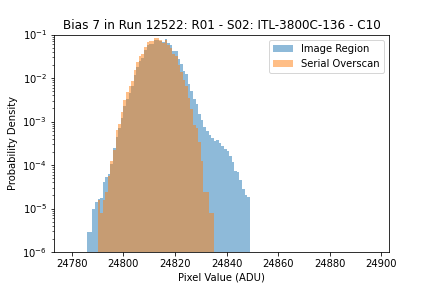 Bias 7 in Run 12522: R01 - S02: ITL-3800C-136 - C10
Image Region
Serial Overscan
Probability Density
10⁻¹
10⁻²
10⁻³
10⁻⁴
10⁻⁵
10⁻⁶
24780 24800 24820 24840 24860 24880 24900
Pixel Value (ADU)